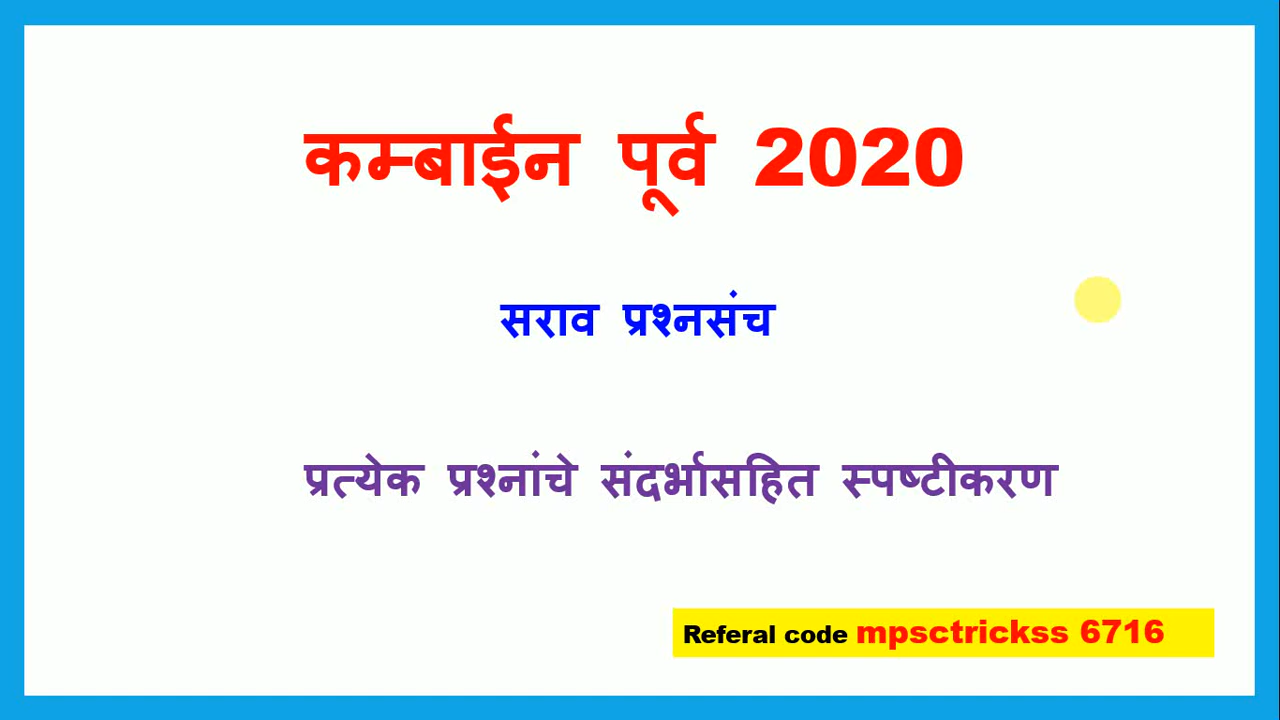 कम्बाईन पूर्व 2020
सराव प्रश्नसंच
प्रत्येक प्रश्नांचे संदर्भासहित स्पष्टीकरण
Referal code mpsctrickss 6716